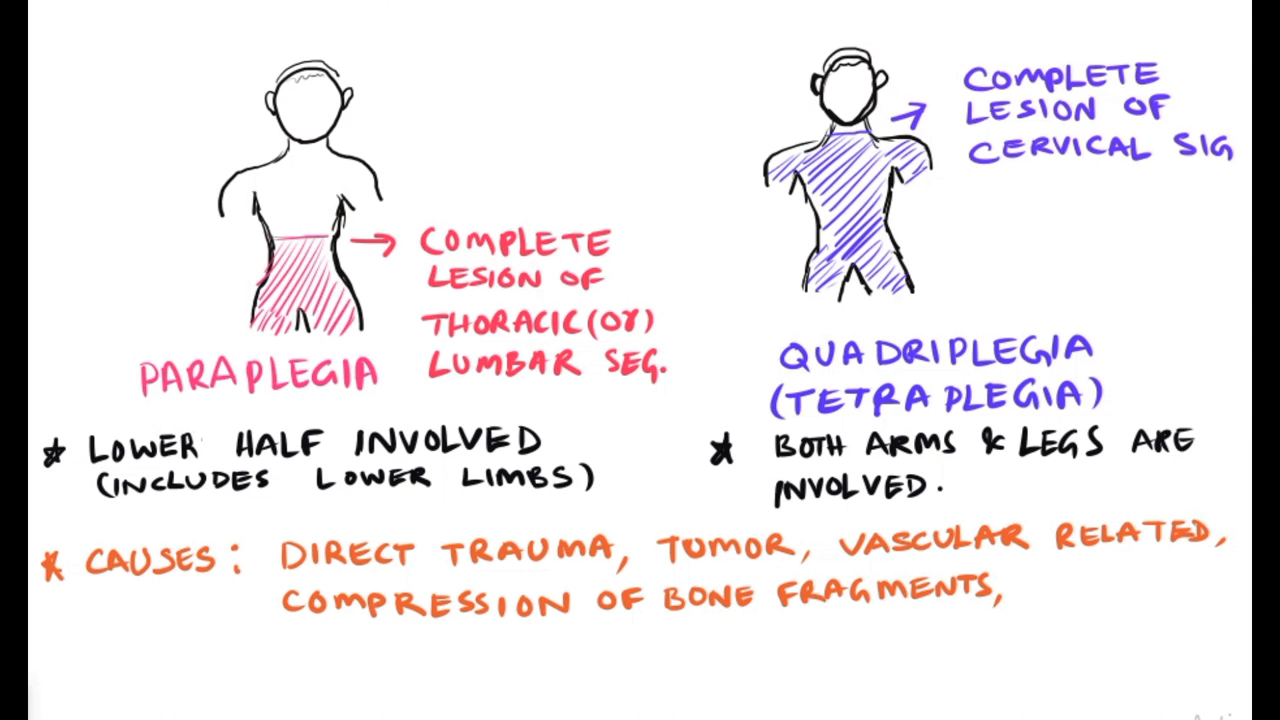 COMPLETE
LESION OF
CERVICAL SIG
COMPLETE
LESION OF
THORACIC (OR)
LUMBAR SEG.
PARAPLEGIA
QUADRIPLEGIA
(TETRAPLEGIA)
* LOWER HALF INVOLVED
(INCLUDES LOWER LIMBS)
* BOTH ARMS & LEGS ARE
INVOLVED.
* CAUSES: DIRECT TRAUMA, TUMOR, VASCULAR RELATED,
COMPRESSION OF BONE FRAGMENTS,